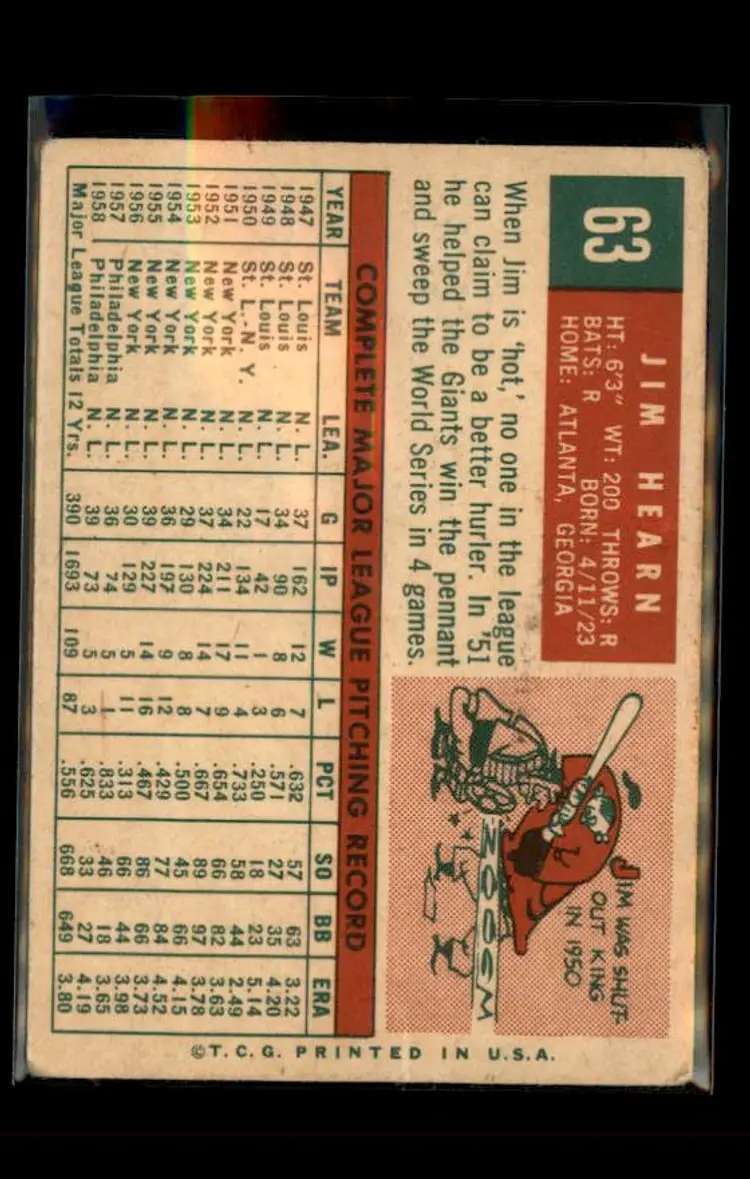 63
JIM HEARN
HT: 6'3" WT: 200 THROWS: R
BATS: R BORN: 4/11/23
HOME: ATLANTA, GEORGIA
When Jim is 'hot,' no one in the league
can claim to be a better hurler. In '51
he helped the Giants win the pennant
and sweep the World Series in 4 games.
JIM WAS SHUT-
OUT KING
IN 1950
ZOOOM
COMPLETE MAJOR LEAGUE PITCHING RECORD
YEAR TEAM LEA. G IP W L PCT SO BB ERA
1947 St. Louis N. L. 37 162 12 7 .632 57 63 3.22
1948 St. Louis N. L. 34 90 8 6 .571 27 35 4.20
1949 St. Louis N. L. 17 42 1 3 .250 18 23 5.14
1950 St. L.-N. Y. N. L. 22 134 11 4 .733 58 44 2.49
1951 New York N. L. 34 211 17 9 .654 66 82 3.63
1952 New York N. L. 37 224 14 7 .667 89 97 3.78
1953 New York N. L. 29 130 8 8 .500 45 66 4.15
1954 New York N. L. 36 197 9 12 .429 77 84 4.52
1955 New York N. L. 39 227 14 16 .467 86 66 3.73
1956 New York N. L. 30 129 5 11 .313 66 44 3.98
1957 Philadelphia N. L. 36 74 5 1 .833 46 18 3.65
1958 Philadelphia N. L. 39 73 5 3 .625 33 27 4.19
Major League Totals 12 Yrs. 390 1693 109 87 .556 668 649 3.80
©T.C.G. PRINTED IN U.S.A.